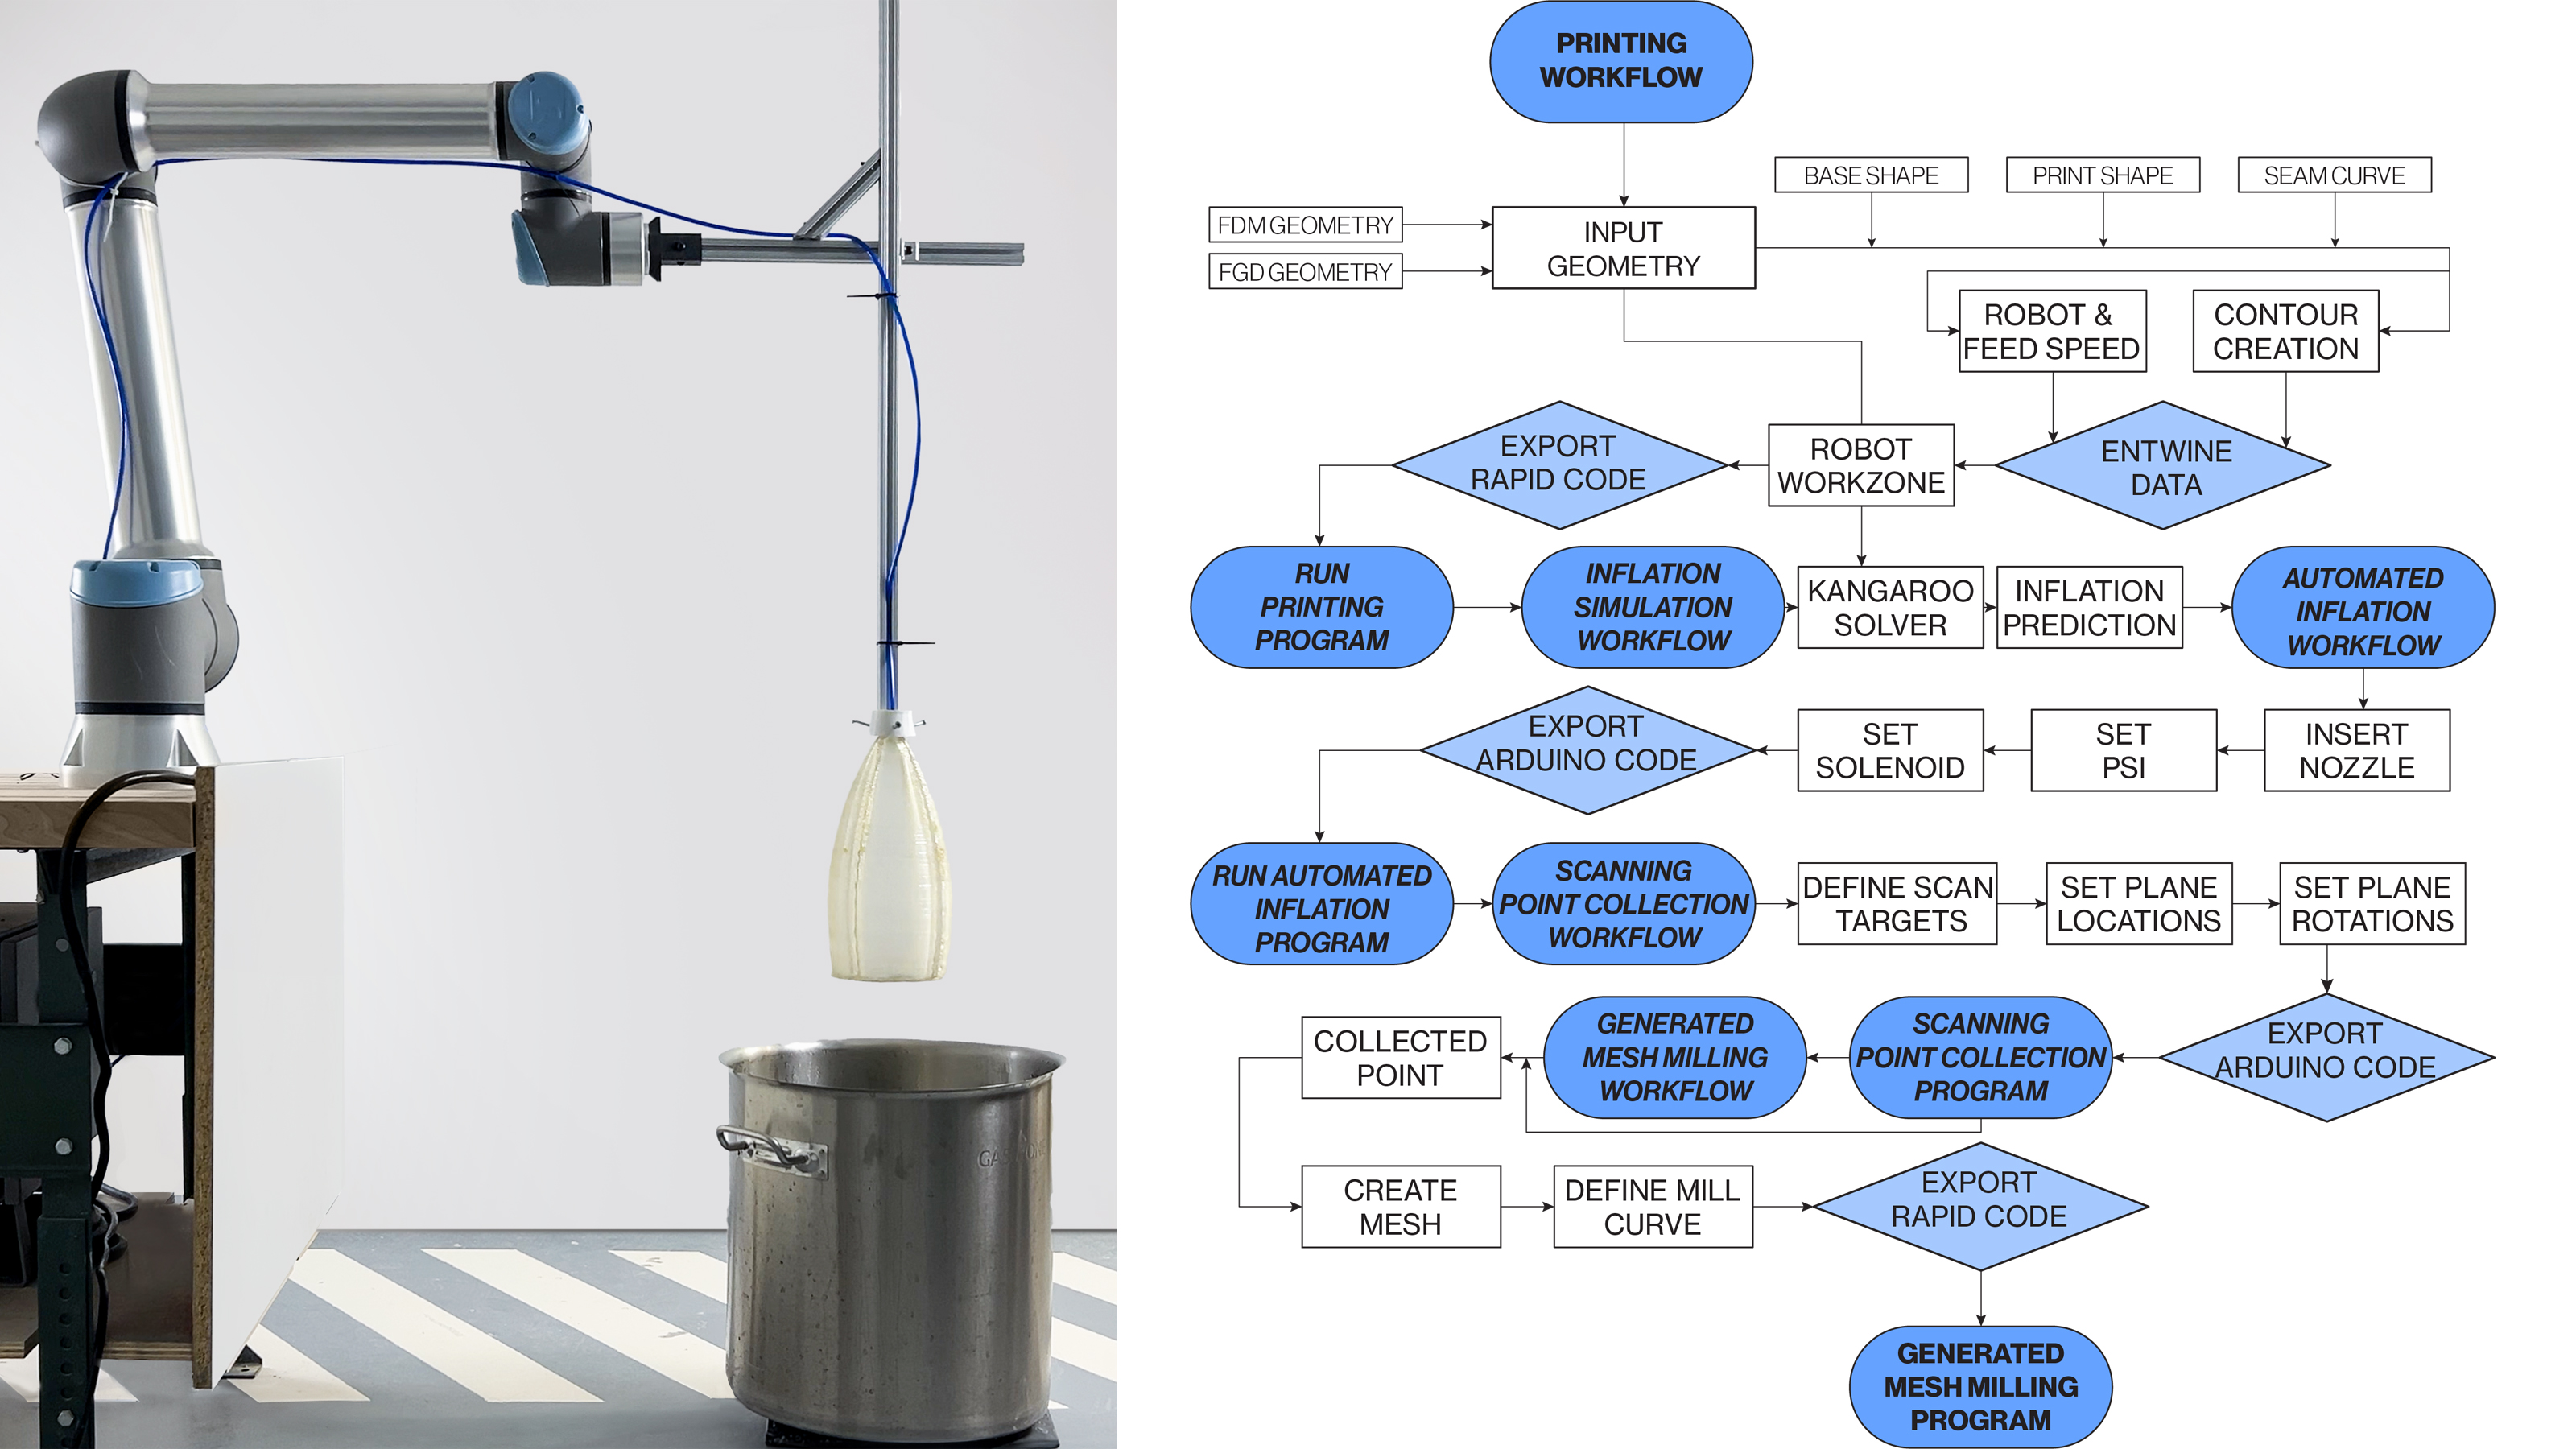 PRINTING
WORKFLOW
BASE SHAPE
PRINT SHAPE
SEAM CURVE
FDM GEOMETRY
FGD GEOMETRY
INPUT
GEOMETRY
ROBOT &
FEED SPEED
CONTOUR
CREATION
EXPORT
RAPID CODE
ROBOT
WORKZONE
ENTWINE
DATA
RUN
PRINTING
PROGRAM
INFLATION
SIMULATION
WORKFLOW
KANGAROO
SOLVER
INFLATION
PREDICTION
AUTOMATED
INFLATION
WORKFLOW
EXPORT
ARDUINO CODE
SET
SOLENOID
SET
PSI
INSERT
NOZZLE
RUN AUTOMATED
INFLATION
PROGRAM
SCANNING
POINT COLLECTION
WORKFLOW
DEFINE SCAN
TARGETS
SET PLANE
LOCATIONS
SET PLANE
ROTATIONS
COLLECTED
POINT
GENERATED
MESH MILLING
WORKFLOW
SCANNING
POINT COLLECTION
PROGRAM
EXPORT
ARDUINO CODE
CREATE
MESH
DEFINE MILL
CURVE
EXPORT
RAPID CODE
GENERATED
MESH MILLING
PROGRAM